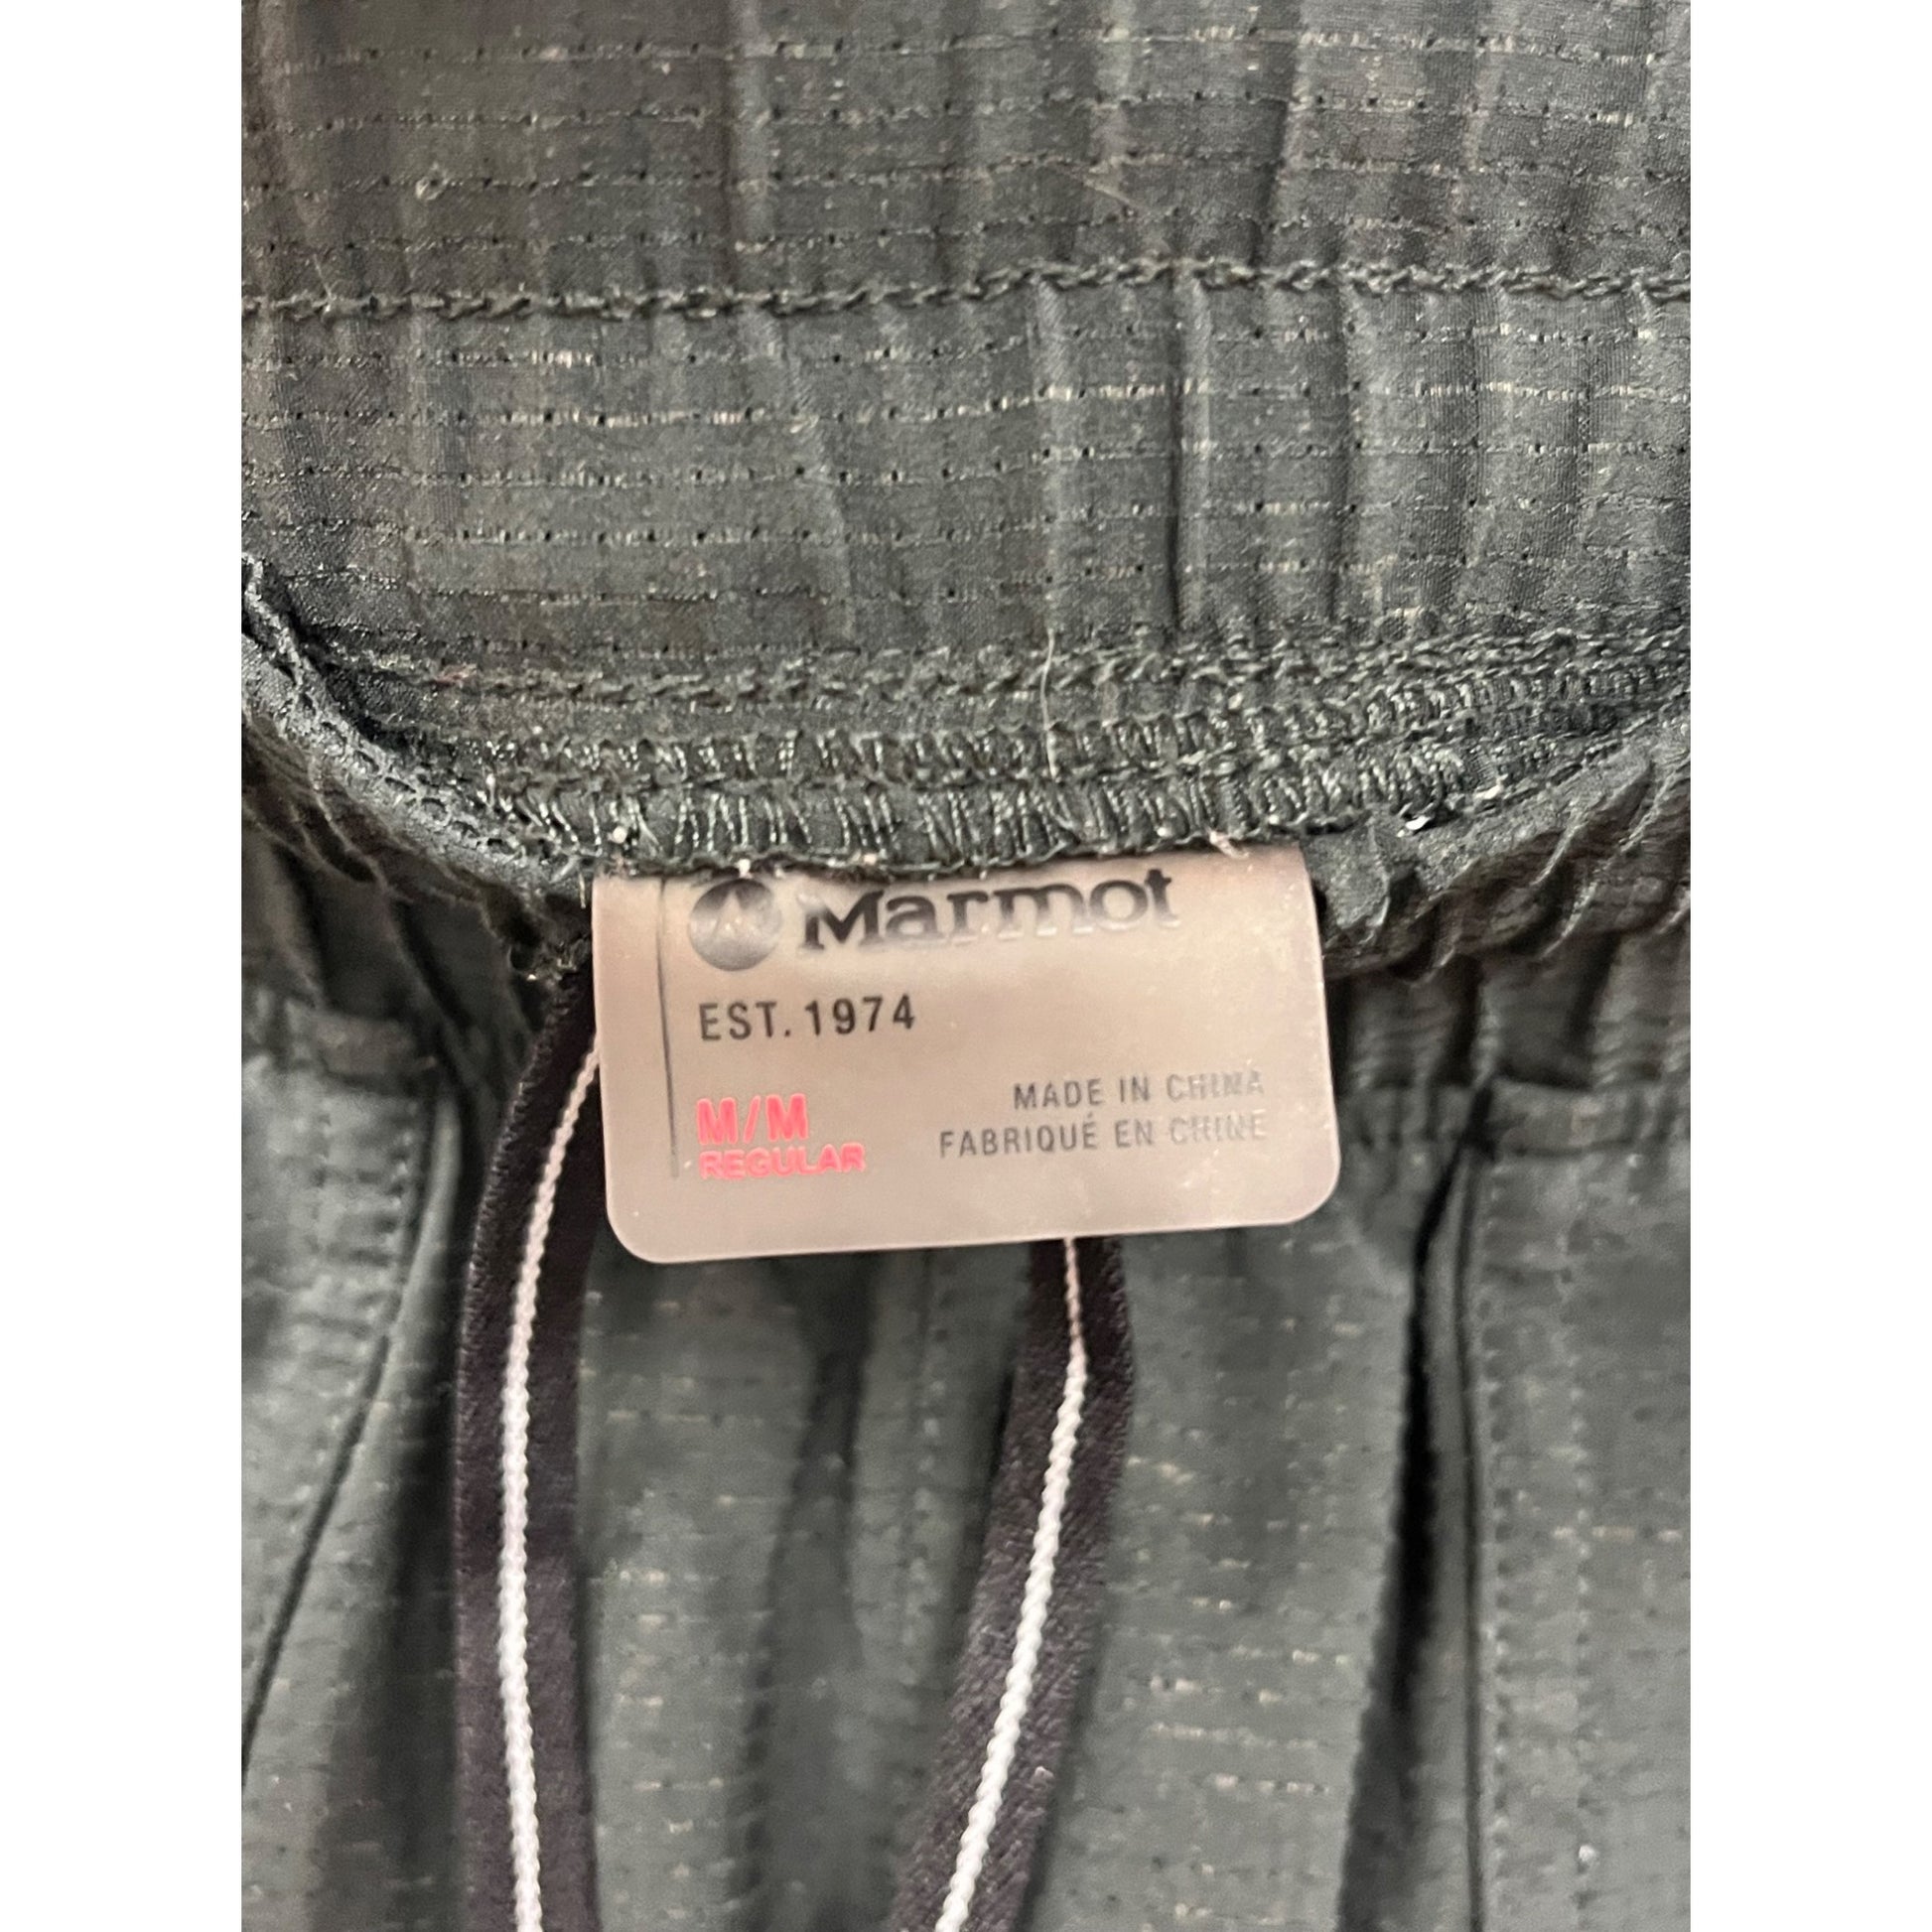 Marmot
EST. 1974
M/M
REGULAR
MADE IN CHINA
FABRIQUÉ EN CHINE